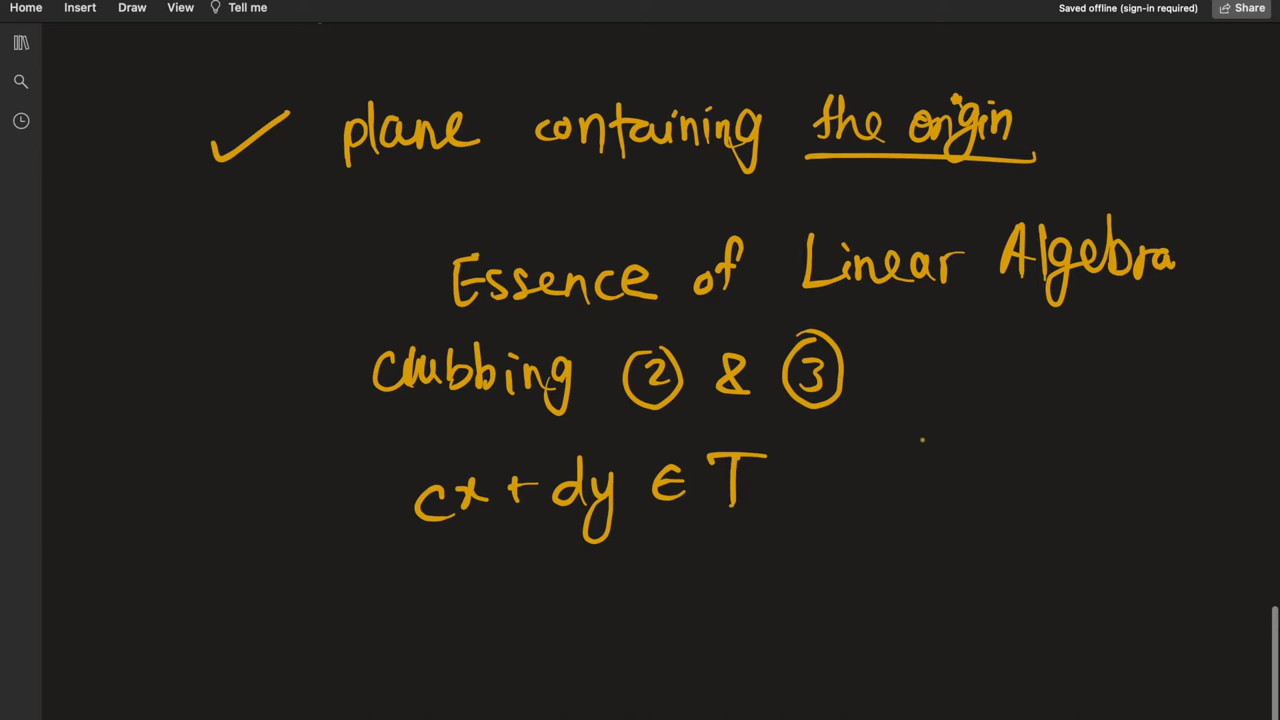 Home Insert Draw View Tell me Saved offline (sign-in required) Share
✓ plane containing the origin
Essence of Linear Algebra
clubbing ② & ③
cx + dy ∈ T